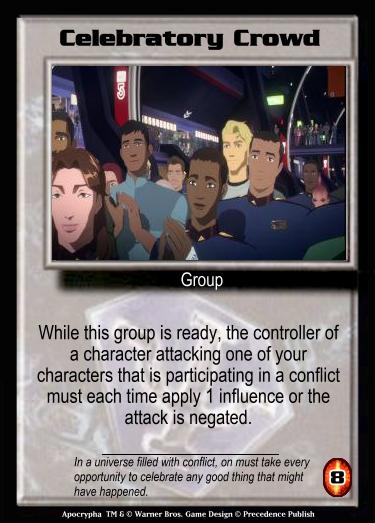 Celebratory Crowd
Group
While this group is ready, the controller of
a character attacking one of your
characters that is participating in a conflict
must each time apply 1 influence or the
attack is negated.
In a universe filled with conflict, on must take every
opportunity to celebrate any good thing that might
have happened.
8
Apocrypha TM & © Warner Bros. Game Design © Precedence Publish